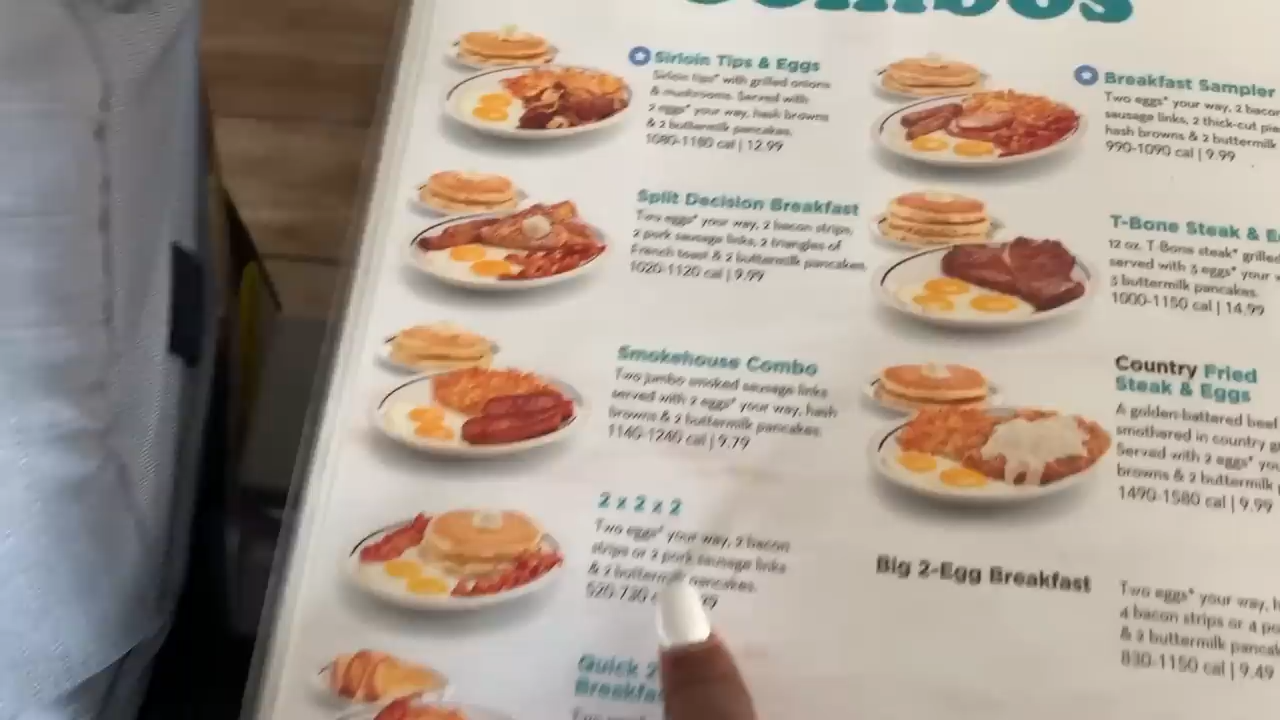 Combos
Sirloin Tips & Eggs
Sirloin tips* with grilled onions
& mushrooms. Served with
2 eggs* your way, hash browns
& 2 buttermilk pancakes.
1080-1180 cal | 12.99
Split Decision Breakfast
Two eggs* your way, 2 bacon strips,
2 pork sausage links, 2 triangles of
French toast & 2 buttermilk pancakes.
1020-1120 cal | 9.99
Smokehouse Combo
Two jumbo smoked sausage links
served with 2 eggs* your way, hash
browns & 2 buttermilk pancakes.
1140-1240 cal | 9.79
2 x 2 x 2
Two eggs* your way, 2 bacon
strips or 2 pork sausage links
& 2 buttermilk pancakes.
520-730
Quick 2
Breakfast
Breakfast Sampler
Two eggs* your way, 2 bacon
sausage links, 2 thick-cut
hash browns & 2 buttermilk
990-1090 cal | 9.99
T-Bone Steak &
12 oz. T-Bone steak* grilled
served with 3 eggs* your
3 buttermilk pancakes.
1000-1150 cal | 14.99
Country Fried
Steak & Eggs
A golden-battered beef
smothered in country
Served with 2 eggs*
browns & 2 buttermilk
1490-1580 cal | 9.99
Big 2-Egg Breakfast
Two eggs* your way,
4 bacon strips or 4
& 2 buttermilk
830-1150 cal | 9.49